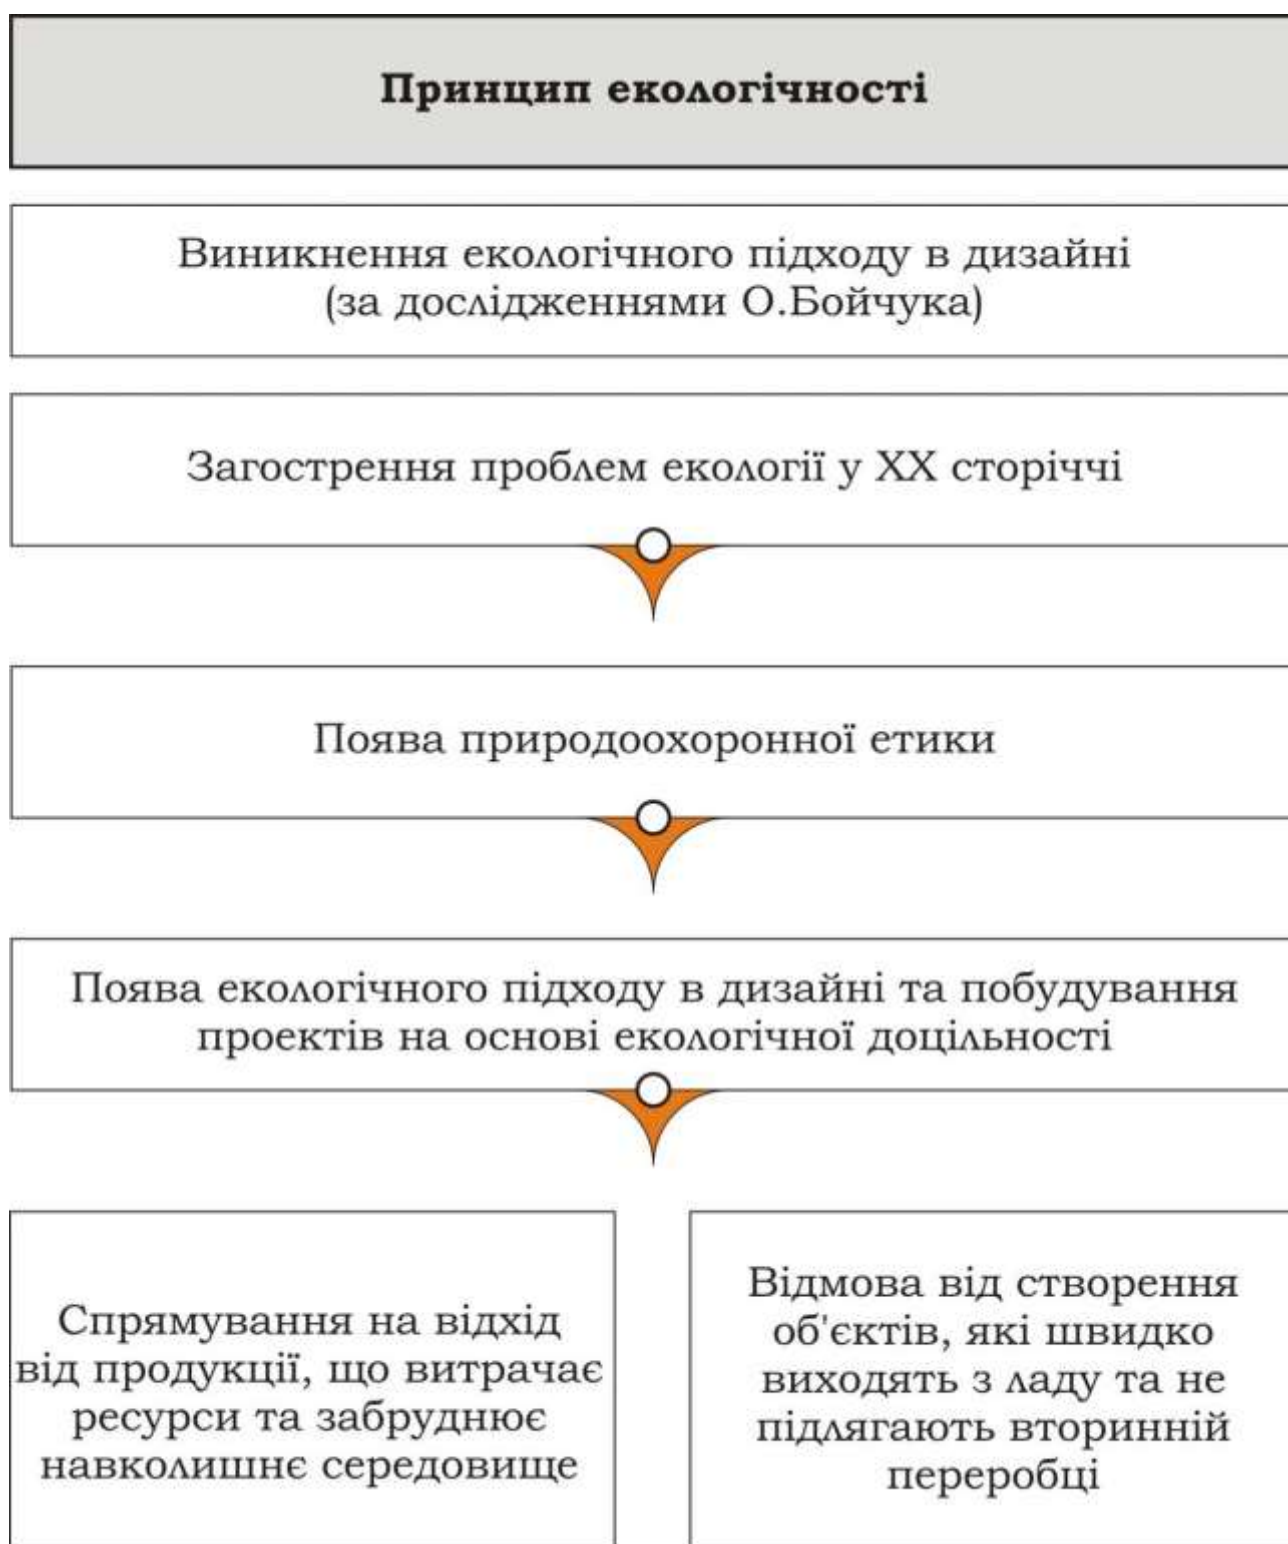 Принцип екологічності
Виникнення екологічного підходу в дизайні
(за дослідженнями О.Бойчука)
Загострення проблем екології у XX сторіччі
Поява природоохоронної етики
Поява екологічного підходу в дизайні та побудування
проектів на основі екологічної доцільності
Спрямування на відхід
від продукції, що витрачає
ресурси та забруднює
навколишнє середовище
Відмова від створення
об'єктів, які швидко
виходять з ладу та не
підлягають вторинній
переробці